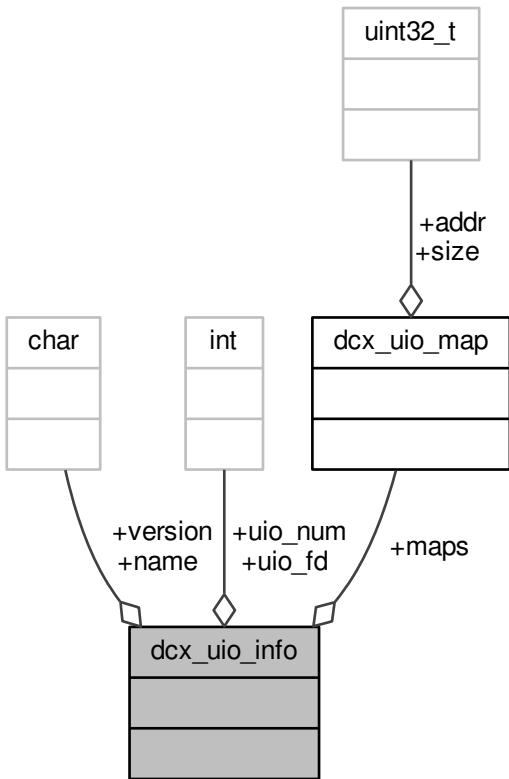 uint32_t
+addr
+size
char
int
dcx_uio_map
+version
+name
+uio_num
+uio_fd
+maps
dcx_uio_info